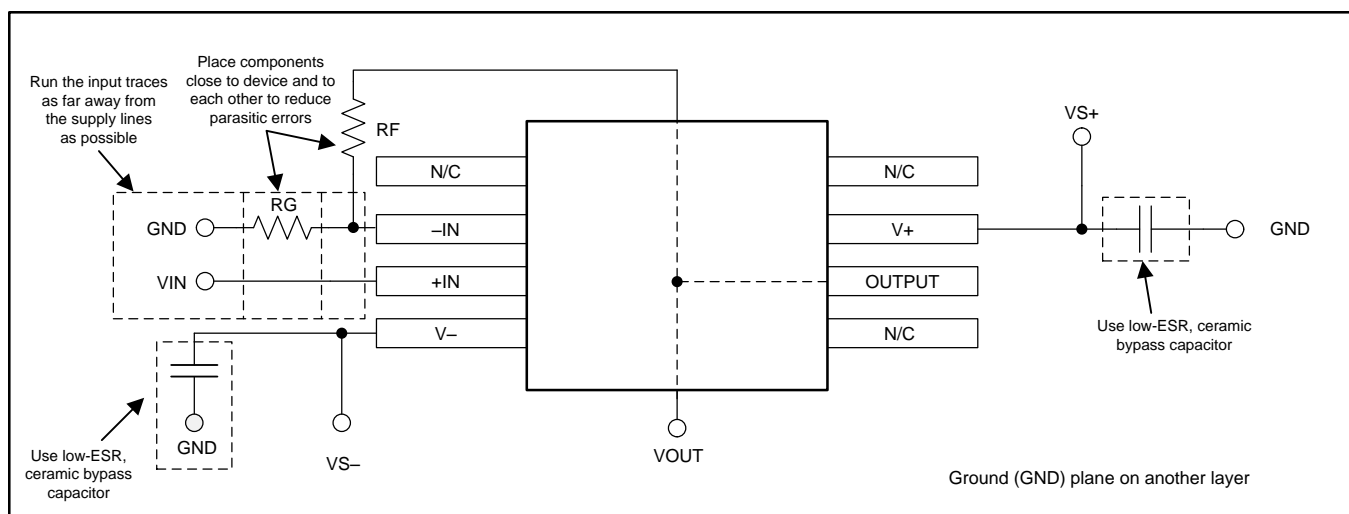 Run the input traces
as far away from
the supply lines
as possible
Place components
close to device and to
each other to reduce
parasitic errors
RF
VS+
N/C
N/C
RG
GND
–IN
V+
GND
VIN
+IN
OUTPUT
V–
N/C
Use low-ESR, ceramic
bypass capacitor
GND
Use low-ESR,
ceramic bypass
capacitor
VS–
VOUT
Ground (GND) plane on another layer